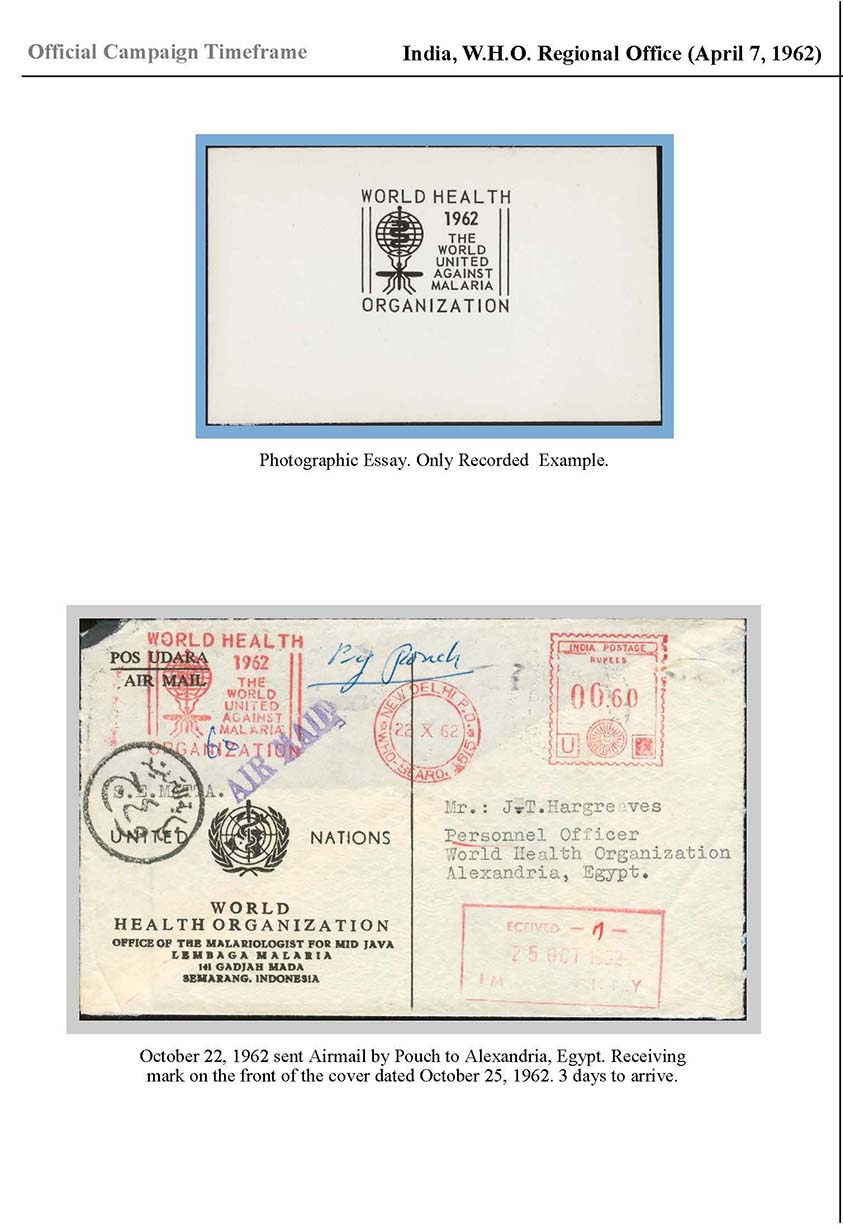 Official Campaign Timeframe
India, W.H.O. Regional Office (April 7, 1962)
WORLD HEALTH
1962
THE
WORLD
UNITED
AGAINST
MALARIA
ORGANIZATION
Photographic Essay. Only Recorded Example.
WORLD HEALTH
1962
THE
WORLD
UNITED
AGAINST
MALARIA
ORGANIZATION
POS UDARA
AIR MAIL
By Pouch
AIR MAIL
NEW DELHI P.O.
22 X 62
WHO-SEARO.
INDIA POSTAGE
RUPEES
00.60
U
S.E.
UNITED NATIONS
WORLD
HEALTH ORGANIZATION
OFFICE OF THE MALARIOLOGIST FOR MID JAVA
LEMBAGA MALARIA
141 GADJAH MADA
SEMARANG. INDONESIA
Mr.: J.T.Hargreaves
Personnel Officer
World Health Organization
Alexandria, Egypt.
ECEIVED
25 OCT
October 22, 1962 sent Airmail by Pouch to Alexandria, Egypt. Receiving
mark on the front of the cover dated October 25, 1962. 3 days to arrive.